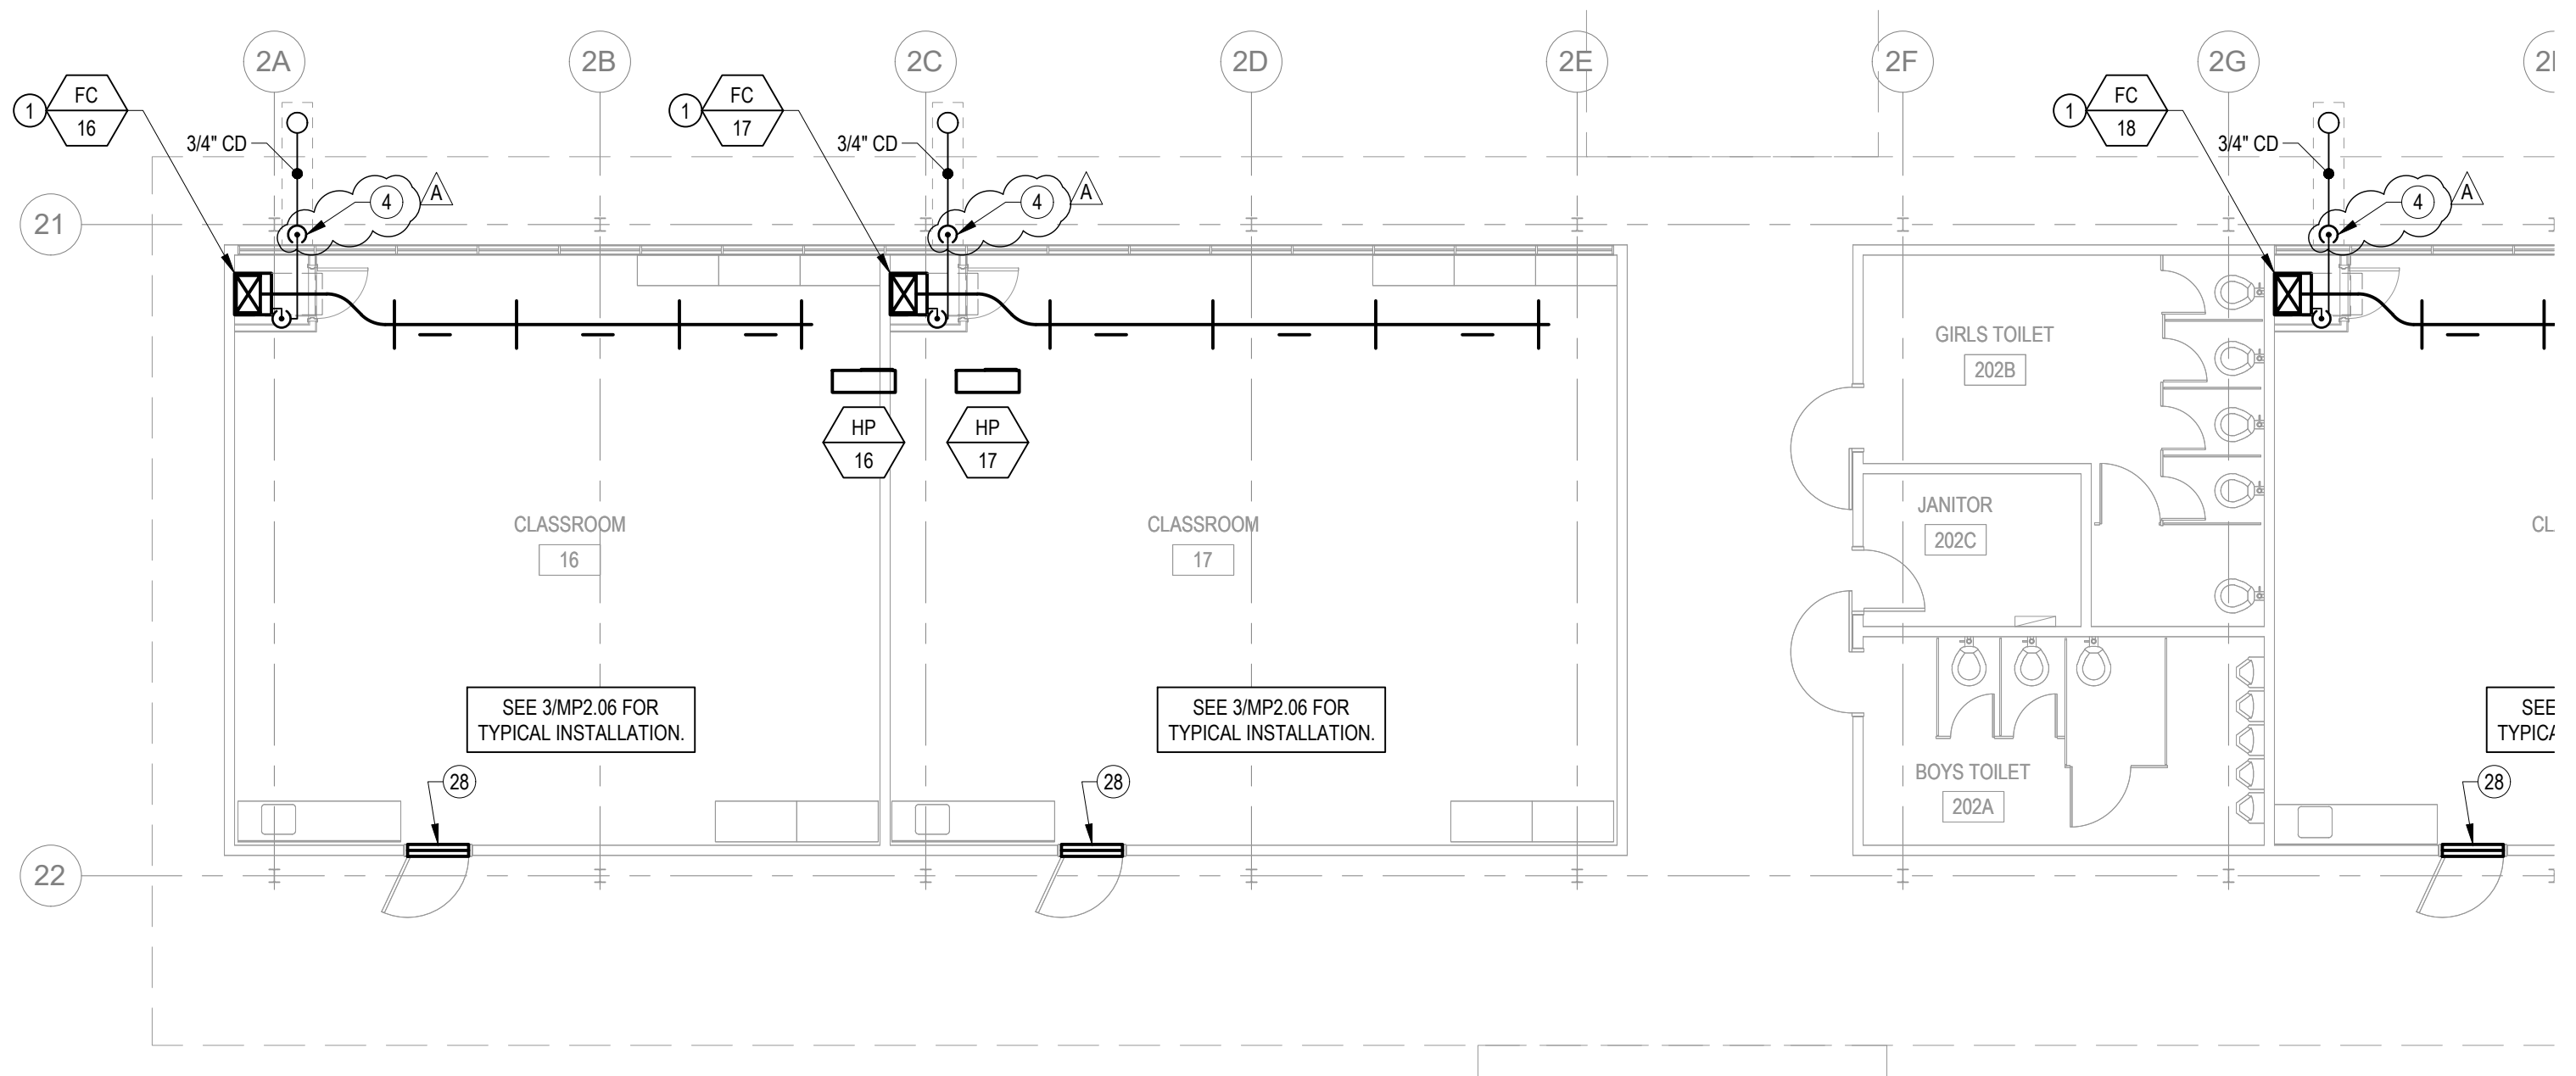 2A
2B
2C
2D
2E
2F
2G
1
FC
16
1
FC
17
1
FC
18
3/4" CD
3/4" CD
3/4" CD
4
A
4
A
4
A
21
GIRLS TOILET
202B
HP
16
HP
17
JANITOR
202C
CLASSROOM
16
CLASSROOM
17
CL
SEE 3/MP2.06 FOR
TYPICAL INSTALLATION.
SEE 3/MP2.06 FOR
TYPICAL INSTALLATION.
SEE
TYPICA
BOYS TOILET
202A
28
28
28
22